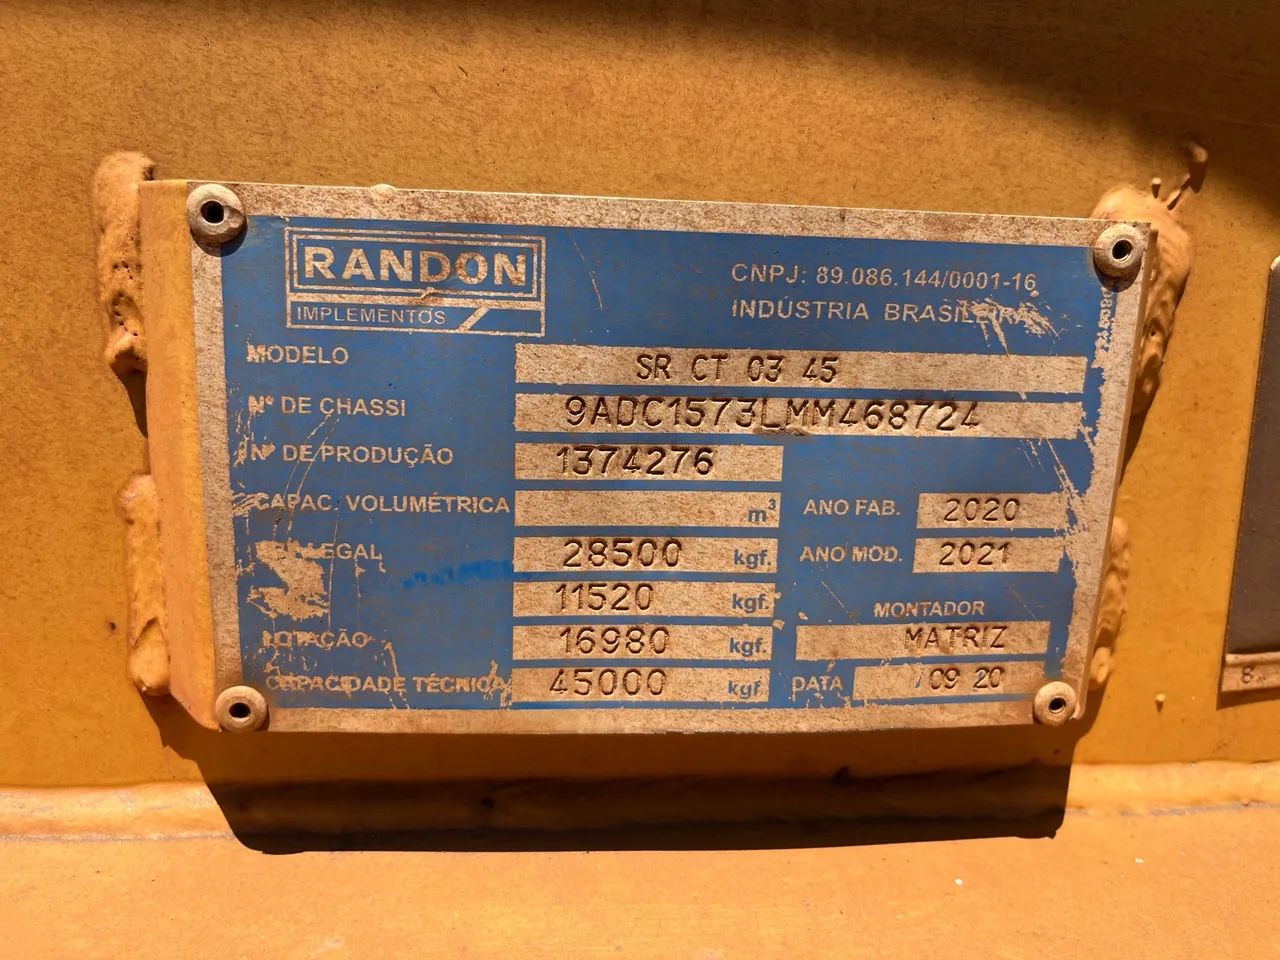 RANDON
IMPLEMENTOS
CNPJ: 89.086.144/0001-16
INDÚSTRIA
MODELO SR CT 03 45
Nº DE CHASSI 9ADC1573LMM468724
Nº DE PRODUÇÃO 1374276
CAPAC. VOLUMÉTRICA m³ ANO FAB. 2020
LEGAL 28500 kgf. ANO MOD. 2021
11520 kgf. MONTADOR
LOTAÇÃO 16980 kgf. MATRIZ
CAPACIDADE TÉCNICA 45000 kgf. DATA /09 20